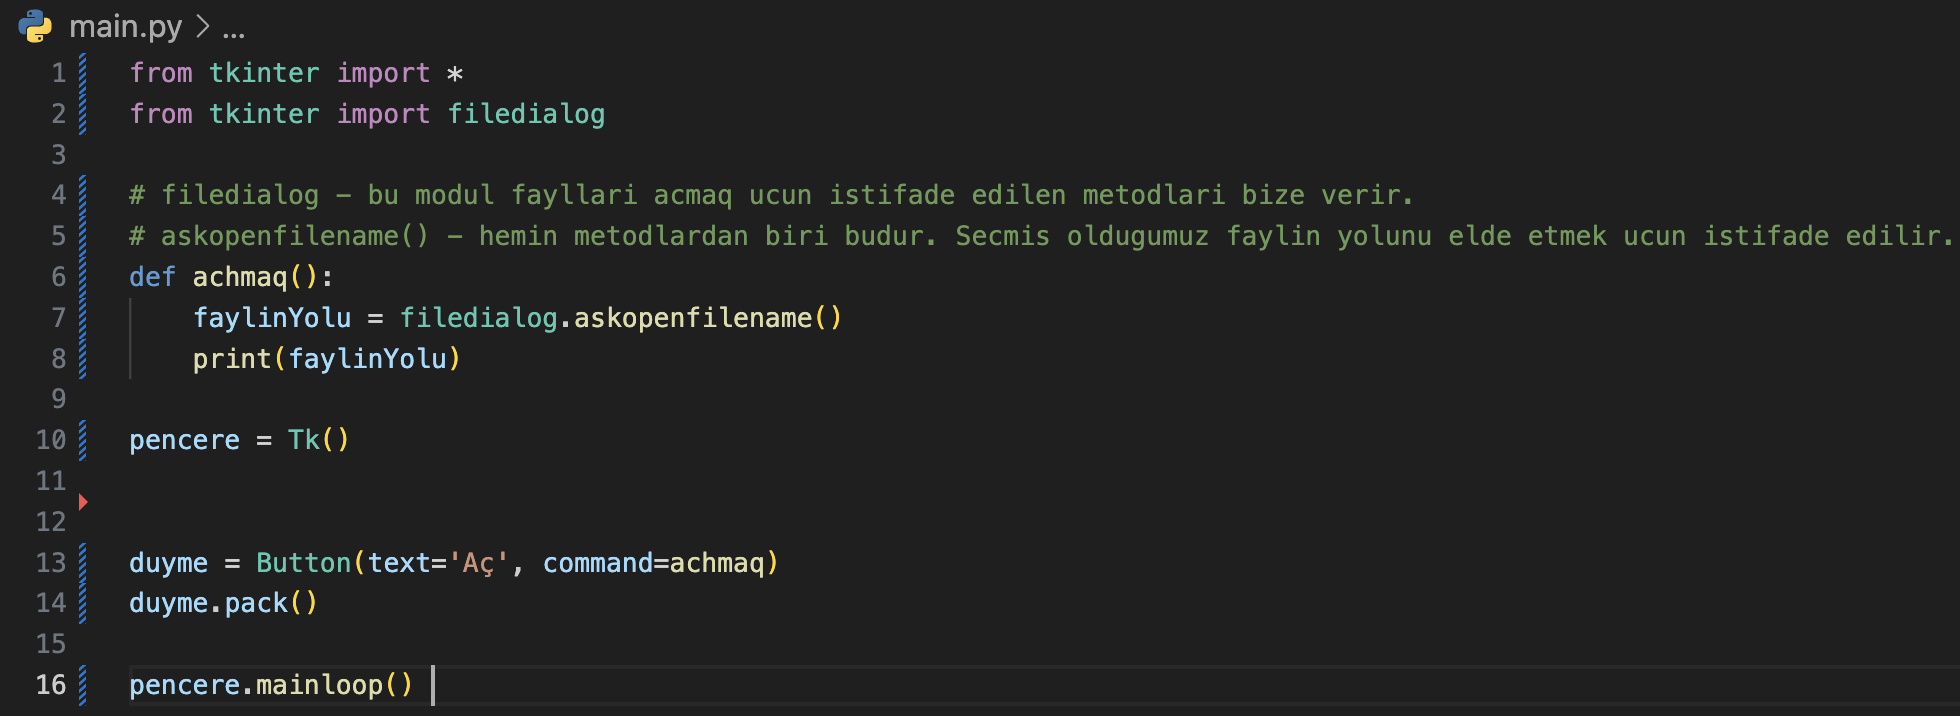 main.py > ...
1 from tkinter import *
2 from tkinter import filedialog
3
4 # filedialog – bu modul fayllari acmaq ucun istifade edilen metodlari bize verir.
5 # askopenfilename() – hemin metodlardan biri budur. Secmis oldugumuz faylin yolunu elde etmek ucun istifade edilir.
6 def achmaq():
7     faylinYolu = filedialog.askopenfilename()
8     print(faylinYolu)
9
10 pencere = Tk()
11
12
13 duyme = Button(text='Aç', command=achmaq)
14 duyme.pack()
15
16 pencere.mainloop()